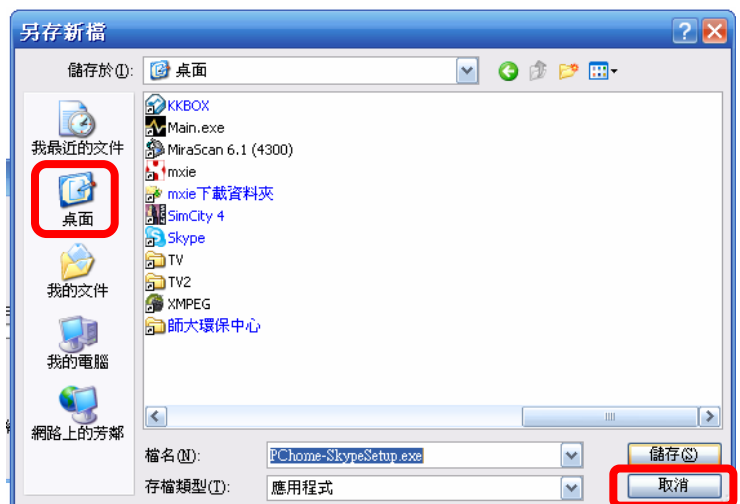 另存新檔
儲存於(I):
桌面
我最近的文件
桌面
我的文件
我的電腦
網路上的芳鄰
KKBOX
Main.exe
MiraScan 6.1 (4300)
mxie
mxie下載資料夾
SimCity 4
Skype
TV
TV2
XMPEG
師大環保中心
檔名(N):
PChome-SkypeSetup.exe
儲存(S)
存檔類型(T):
應用程式
取消